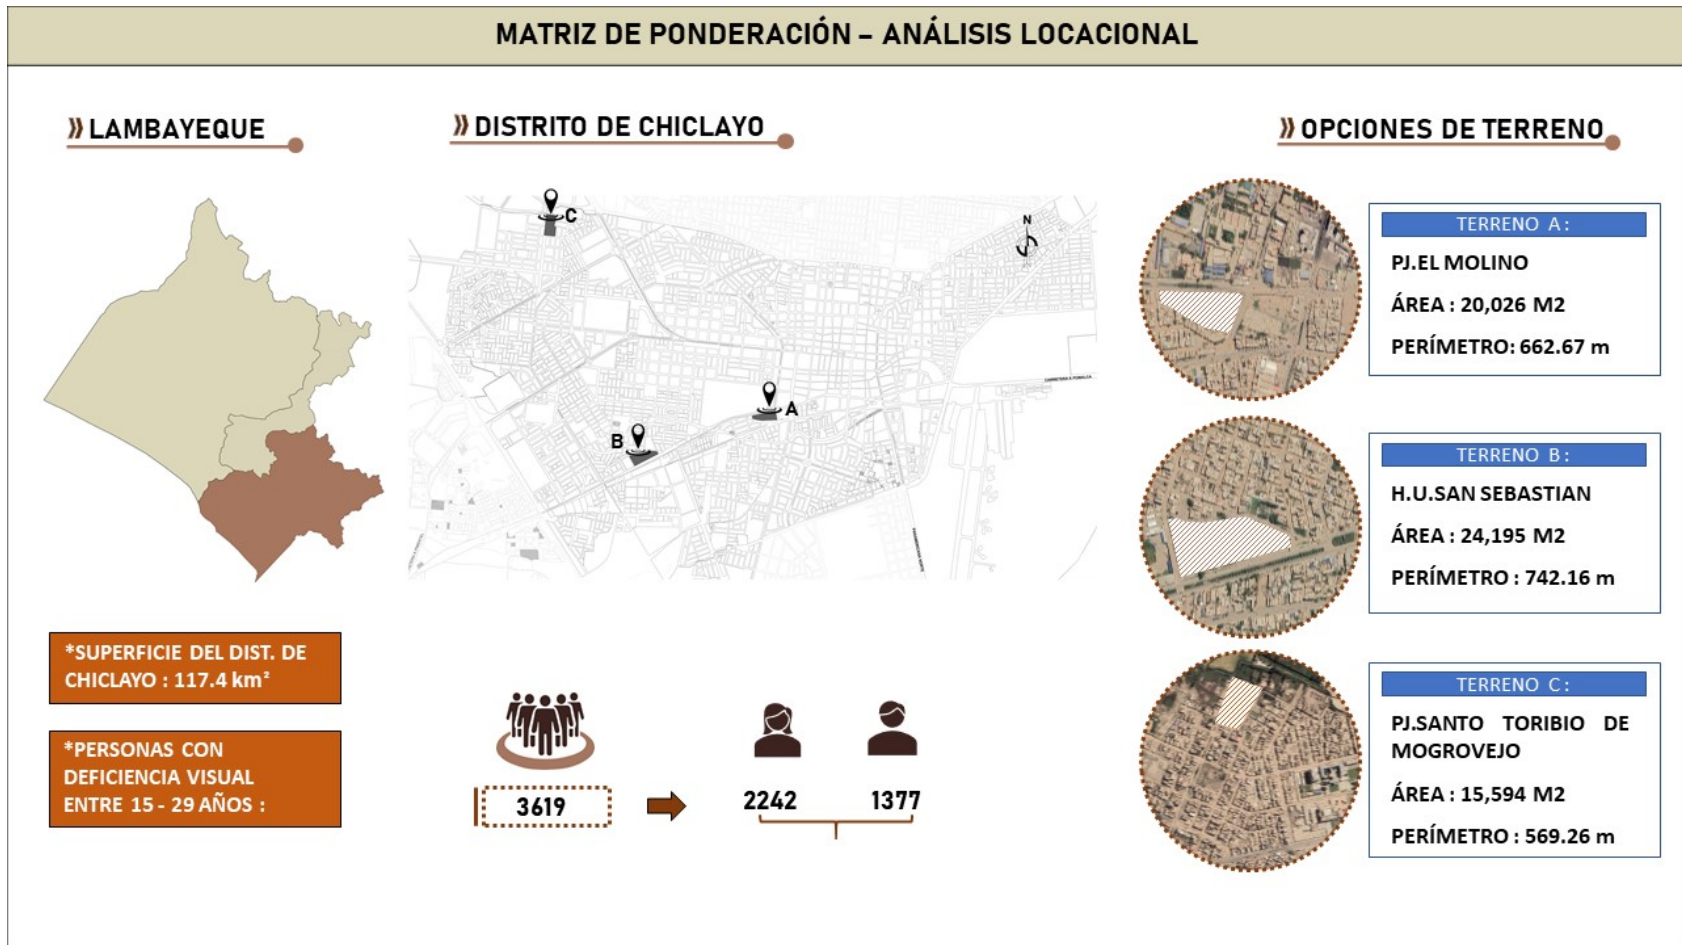 MATRIZ DE PONDERACIÓN – ANÁLISIS LOCACIONAL
LAMBAYEQUE
DISTRITO DE CHICLAYO
OPCIONES DE TERRENO
C
N
A
B
CARRETERA A POMALCA
TERRENO A :
PJ.EL MOLINO
ÁREA : 20,026 M2
PERÍMETRO: 662.67 m
TERRENO B :
H.U.SAN SEBASTIAN
ÁREA : 24,195 M2
PERÍMETRO : 742.16 m
TERRENO C :
PJ.SANTO TORIBIO DE
MOGROVEJO
ÁREA : 15,594 M2
PERÍMETRO : 569.26 m
*SUPERFICIE DEL DIST. DE
CHICLAYO : 117.4 km²
*PERSONAS CON
DEFICIENCIA VISUAL
ENTRE 15 - 29 AÑOS :
3619
2242
1377